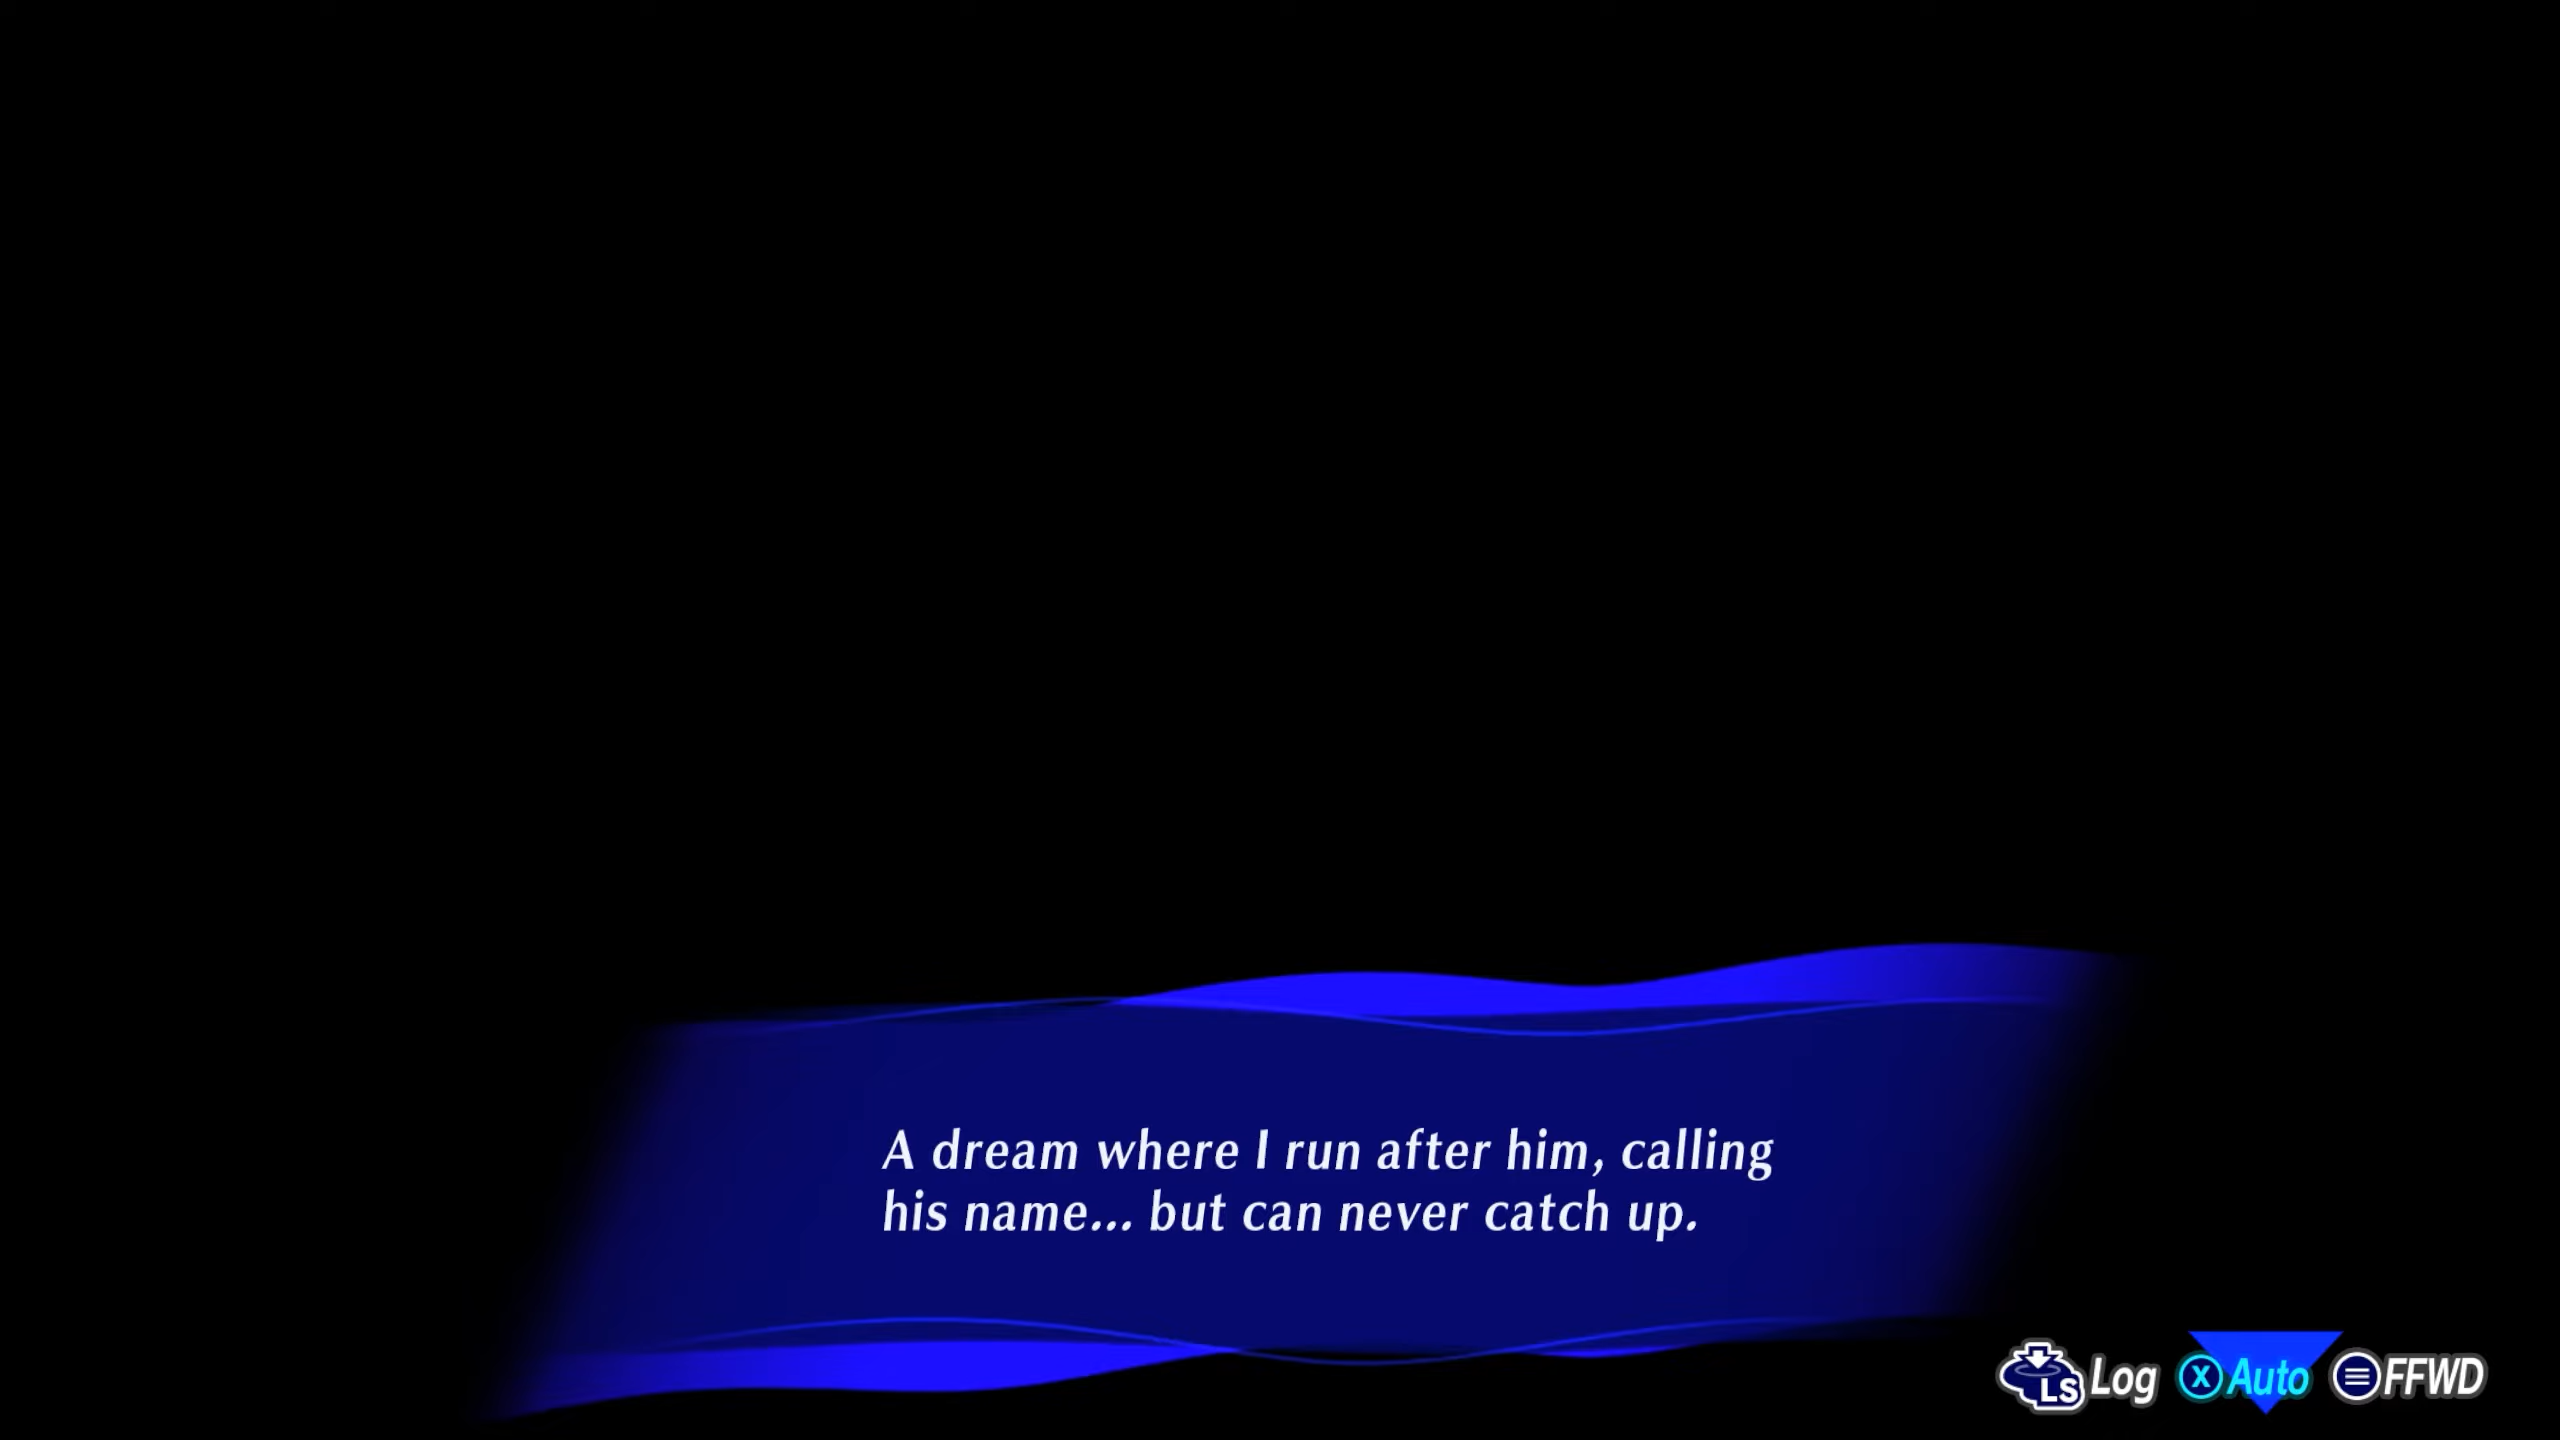 A dream where I run after him, calling
his name... but can never catch up.
LS Log X Auto FFWD